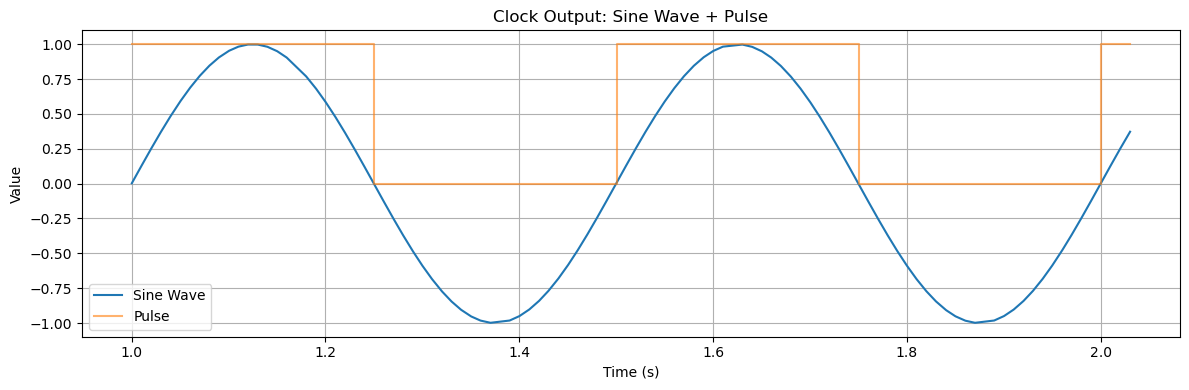 Clock Output: Sine Wave + Pulse
Value
1.00
0.75
0.50
0.25
0.00
−0.25
−0.50
−0.75
−1.00
Sine Wave
Pulse
1.0 1.2 1.4 1.6 1.8 2.0
Time (s)